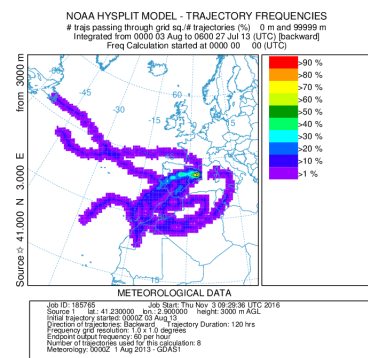 NOAA HYSPLIT MODEL - TRAJECTORY FREQUENCIES
# trajs passing through grid sq./# trajectories (%) 0 m and 99999 m
Integrated from 0000 03 Aug to 0600 27 Jul 13 (UTC) [backward]
Freq Calculation started at 0000 00 00 (UTC)
Source ☆ 41.000 N 3.000 E from 3000 m
-45
-30
-15
-45
60
15
>90 %
>80 %
>70 %
>60 %
>50 %
>40 %
>30 %
>20 %
>10 %
>1 %
METEOROLOGICAL DATA
Job ID: 185765 Job Start: Thu Nov 3 09:29:36 UTC 2016
Source 1 lat.: 41.230000 lon.: 2.900000 height: 3000 m AGL
Initial trajectory started: 0000Z 03 Aug 13
Direction of trajectories: Backward Trajectory Duration: 120 hrs
Frequency grid resolution: 1.0 x 1.0 degrees
Endpoint output frequency: 60 per hour
Number of trajectories used for this calculation: 8
Meteorology: 0000Z 1 Aug 2013 - GDAS1